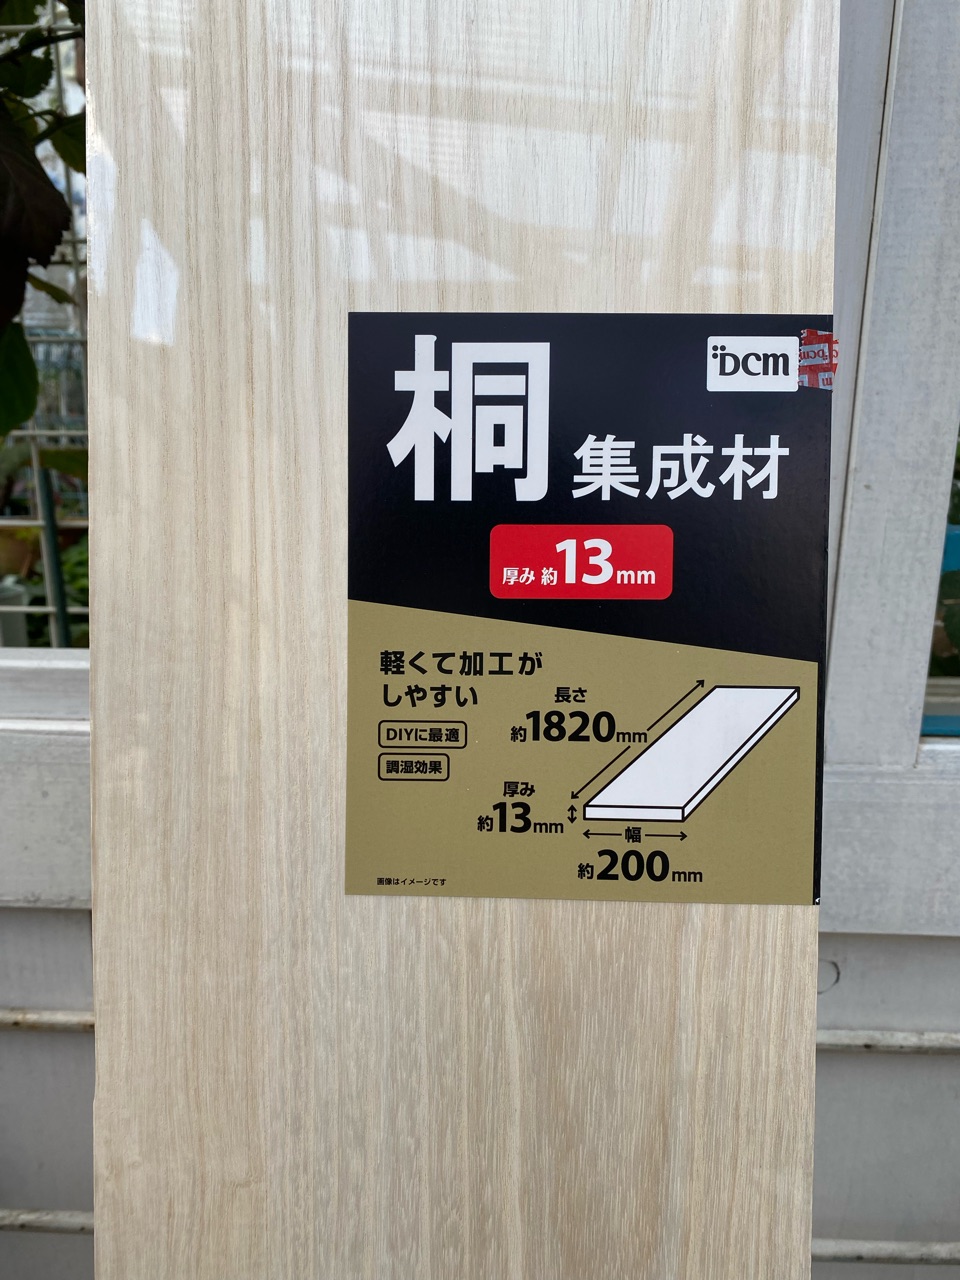 DCM
桐 集成材
厚み 約13mm
軽くて加工が
しやすい
DIYに最適
調湿効果
長さ
約1820mm
厚み
約13mm
幅
約200mm
画像はイメージです